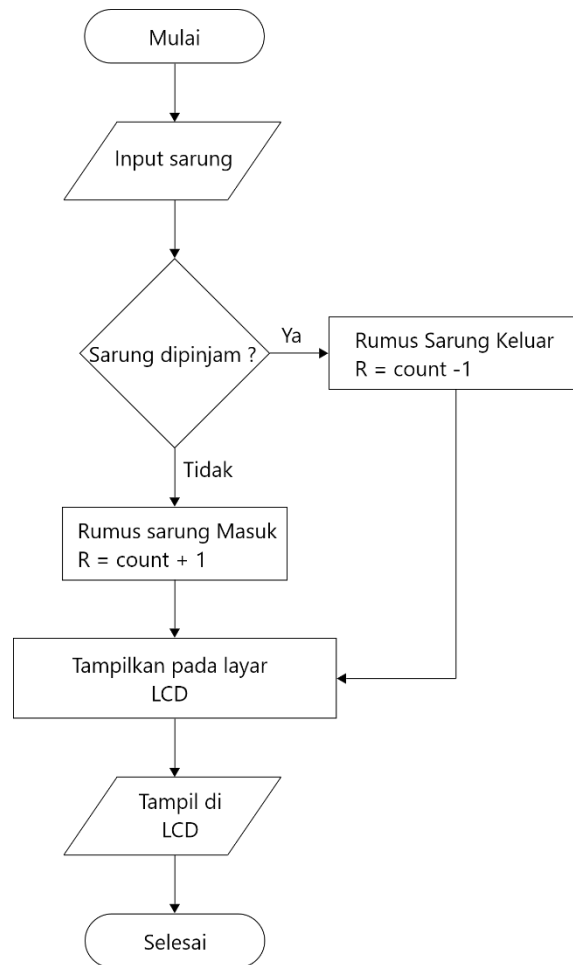 Mulai
Input sarung
Sarung dipinjam ?
Ya
Rumus Sarung Keluar
R = count -1
Tidak
Rumus sarung Masuk
R = count + 1
Tampilkan pada layar
LCD
Tampil di
LCD
Selesai